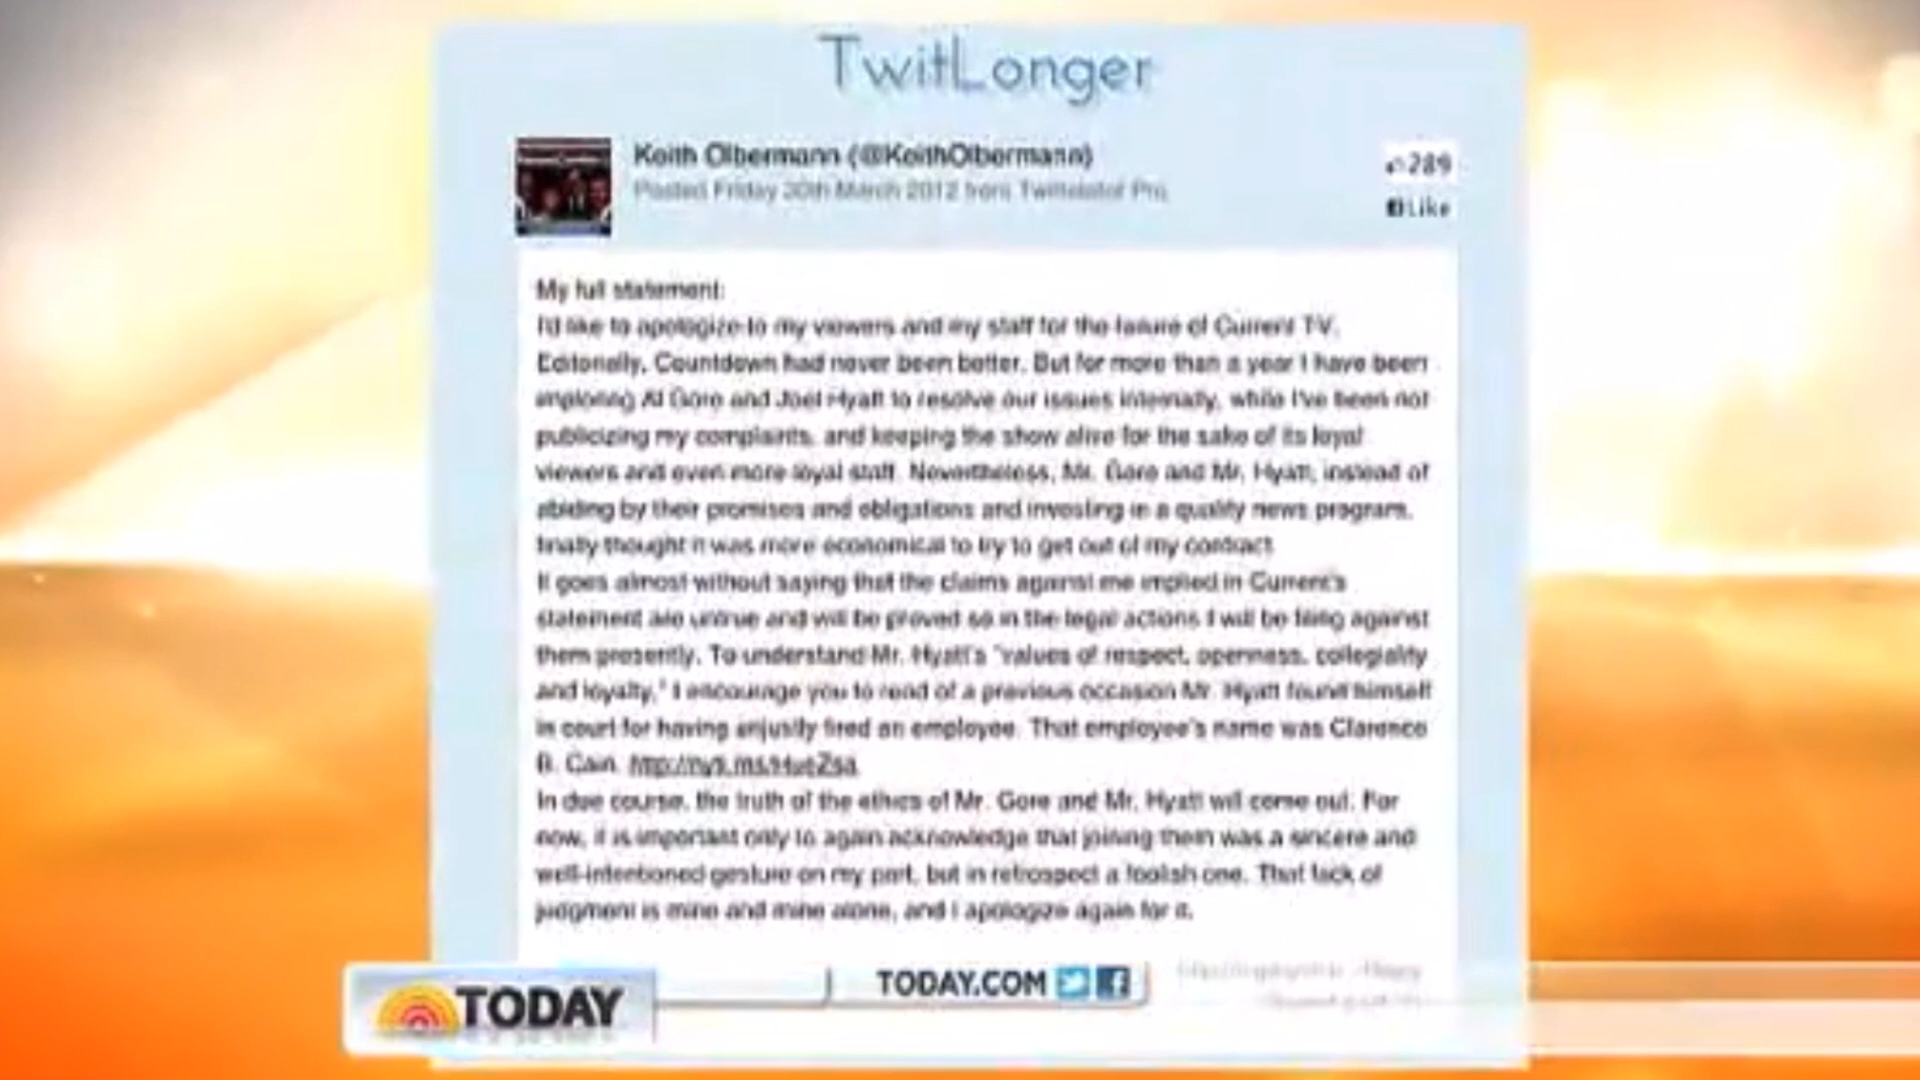 TwitLonger
Keith Olbermann (@KeithOlbermann)
289
Posted Friday 30th March 2012 from Twittelator Pro
Like
My full statement:
I'd like to apologize to my viewers and my staff for the failure of Current TV.
Editorially, Countdown had never been better. But for more than a year I have been
imploring Al Gore and Joel Hyatt to resolve our issues internally, while I've been not
publicizing my complaints, and keeping the show alive for the sake of its loyal
viewers and even more loyal staff. Nevertheless, Mr. Gore and Mr. Hyatt, instead of
abiding by their promises and obligations and investing in a quality news program,
finally thought it was more economical to try to get out of my contract.
It goes almost without saying that the claims against me implied in Current's
statement are untrue and will be proved so in the legal actions I will be filing against
them presently. To understand Mr. Hyatt's "values of respect, openness, collegiality
and loyalty," I encourage you to read of a previous occasion Mr. Hyatt found himself
in court for having unjustly fired an employee. That employee's name was Clarence
B. Cain.
In due course, the truth of the ethics of Mr. Gore and Mr. Hyatt will come out. For
now, it is important only to again acknowledge that joining them was a sincere and
well-intentioned gesture on my part, but in retrospect a foolish one. That lack of
judgment is mine and mine alone, and I apologize again for it.
TODAY.COM
TODAY